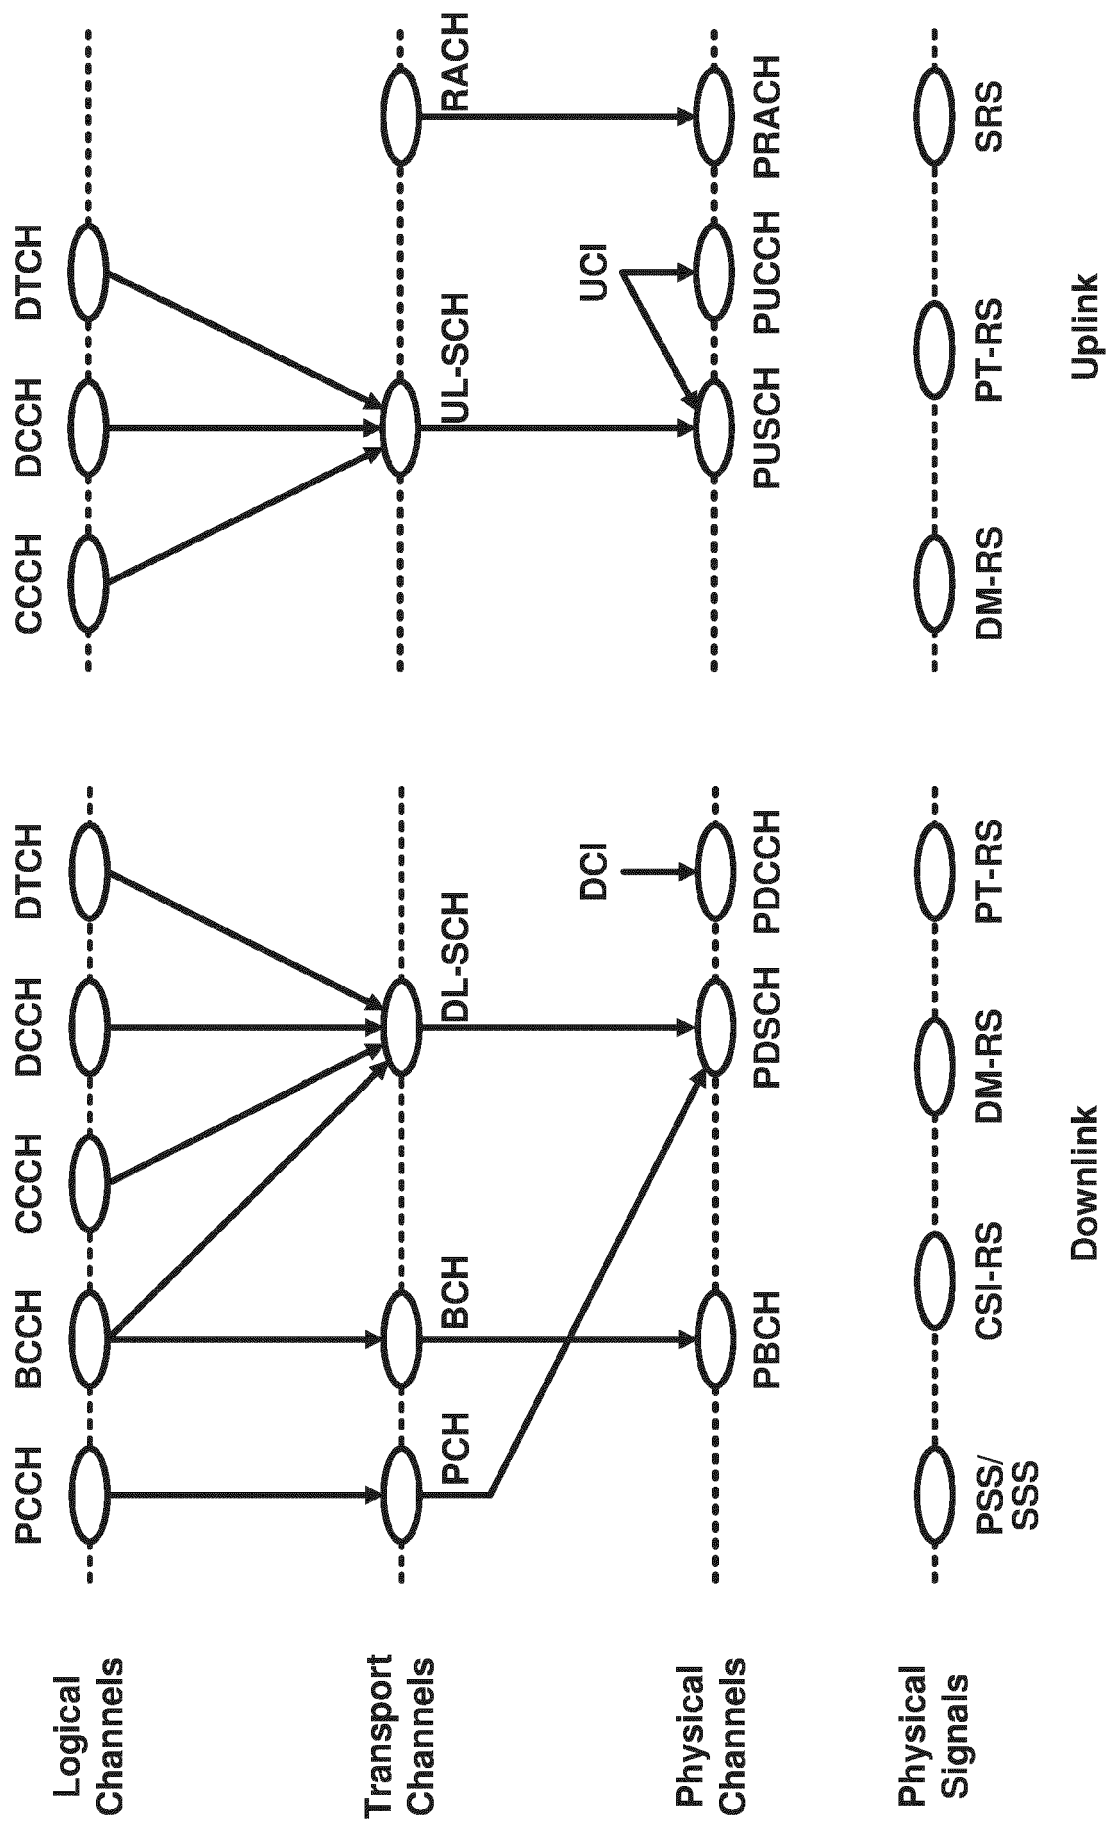 Logical
Channels
PCCH
BCCH
CCCH
DCCH
DTCH
CCCH
DCCH
DTCH
Transport
Channels
PCH
BCH
DL-SCH
UL-SCH
RACH
DCI
UCI
Physical
Channels
PBCH
PDSCH
PDCCH
PUSCH
PUCCH
PRACH
Physical
Signals
PSS/
SSS
CSI-RS
DM-RS
PT-RS
DM-RS
PT-RS
SRS
Downlink
Uplink